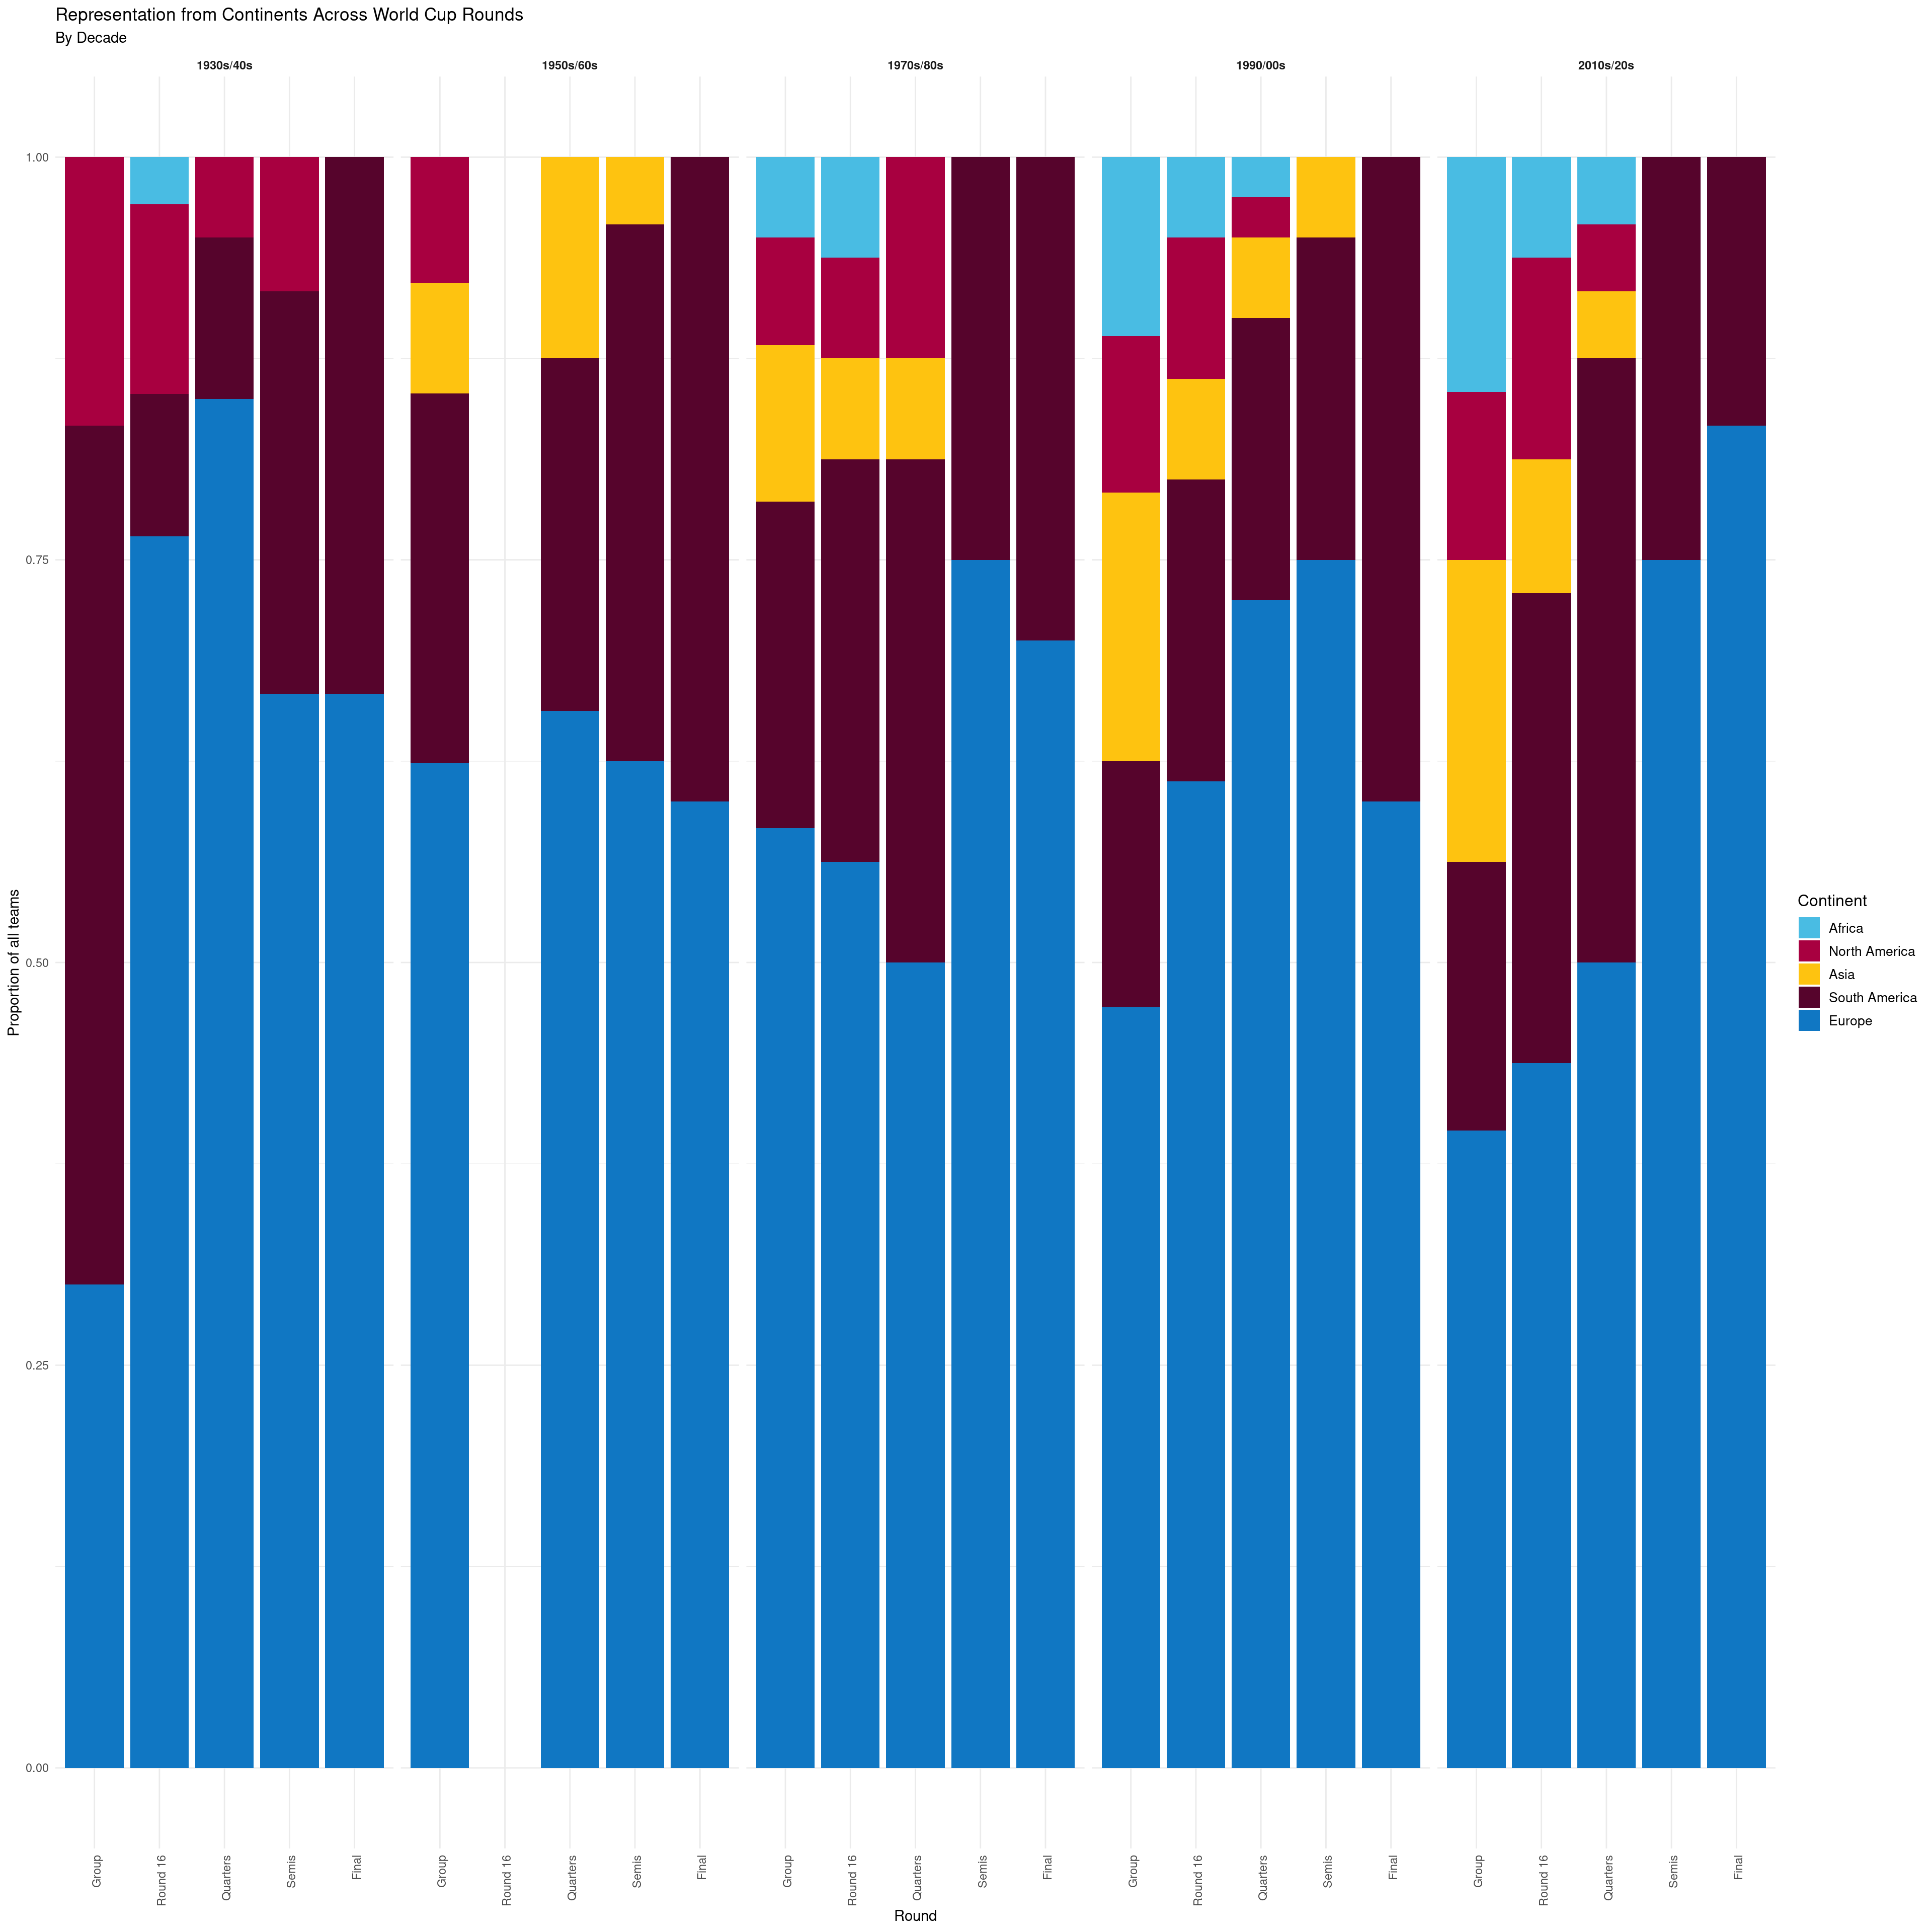 Representation from Continents Across World Cup Rounds
By Decade
1930s/40s
1950s/60s
1970s/80s
1990/00s
2010s/20s
1.00
0.75
0.50
0.25
0.00
Proportion of all teams
Group
Round 16
Quarters
Semis
Final
Group
Round 16
Quarters
Semis
Final
Group
Round 16
Quarters
Semis
Final
Group
Round 16
Quarters
Semis
Final
Group
Round 16
Quarters
Semis
Final
Round
Continent
Africa
North America
Asia
South America
Europe